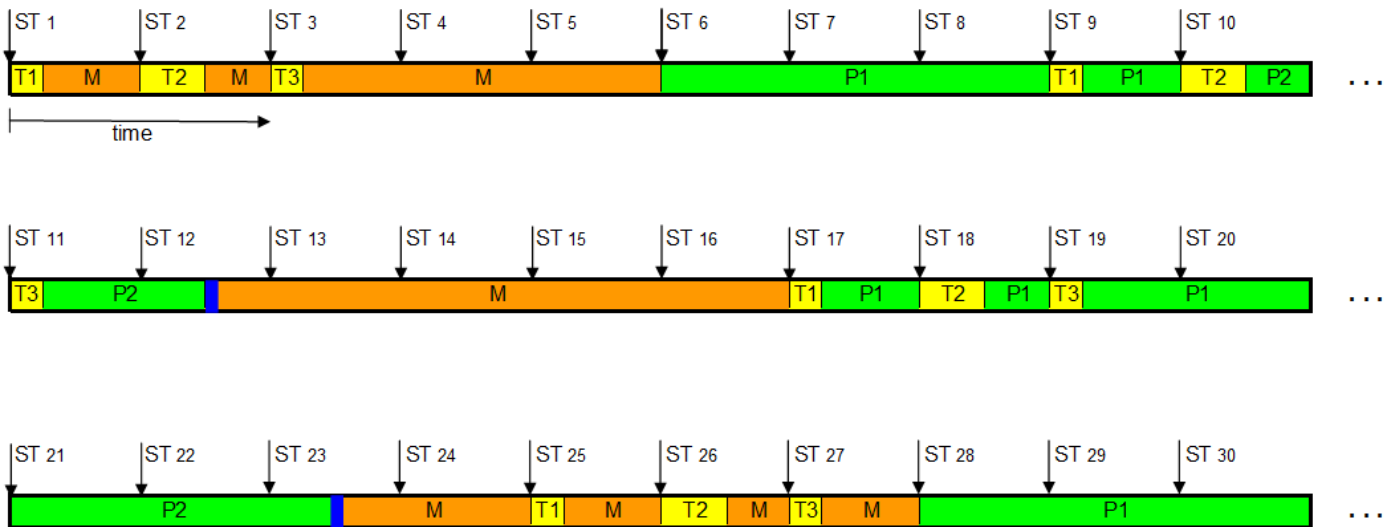 ST 1 ST 2 ST 3 ST 4 ST 5 ST 6 ST 7 ST 8 ST 9 ST 10
T1 M T2 M T3 M P1 T1 P1 T2 P2 ...
time
ST 11 ST 12 ST 13 ST 14 ST 15 ST 16 ST 17 ST 18 ST 19 ST 20
T3 P2 M T1 P1 T2 P1 T3 P1 ...
ST 21 ST 22 ST 23 ST 24 ST 25 ST 26 ST 27 ST 28 ST 29 ST 30
P2 M T1 M T2 M T3 M P1 ...